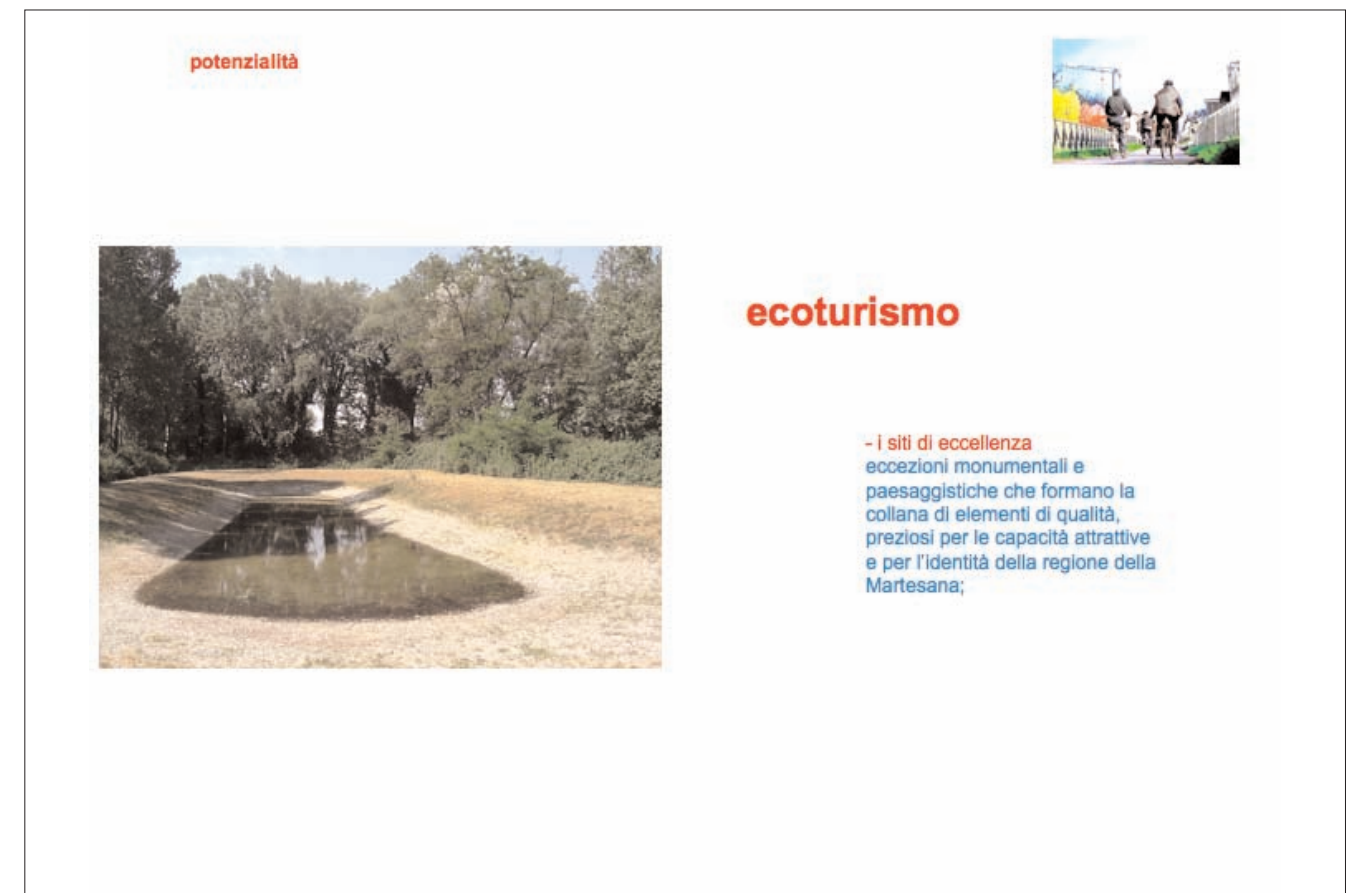 potenzialità
ecoturismo
- i siti di eccellenza
eccezioni monumentali e
paesaggistiche che formano la
collana di elementi di qualità,
preziosi per le capacità attrattive
e per l'identità della regione della
Martesana;